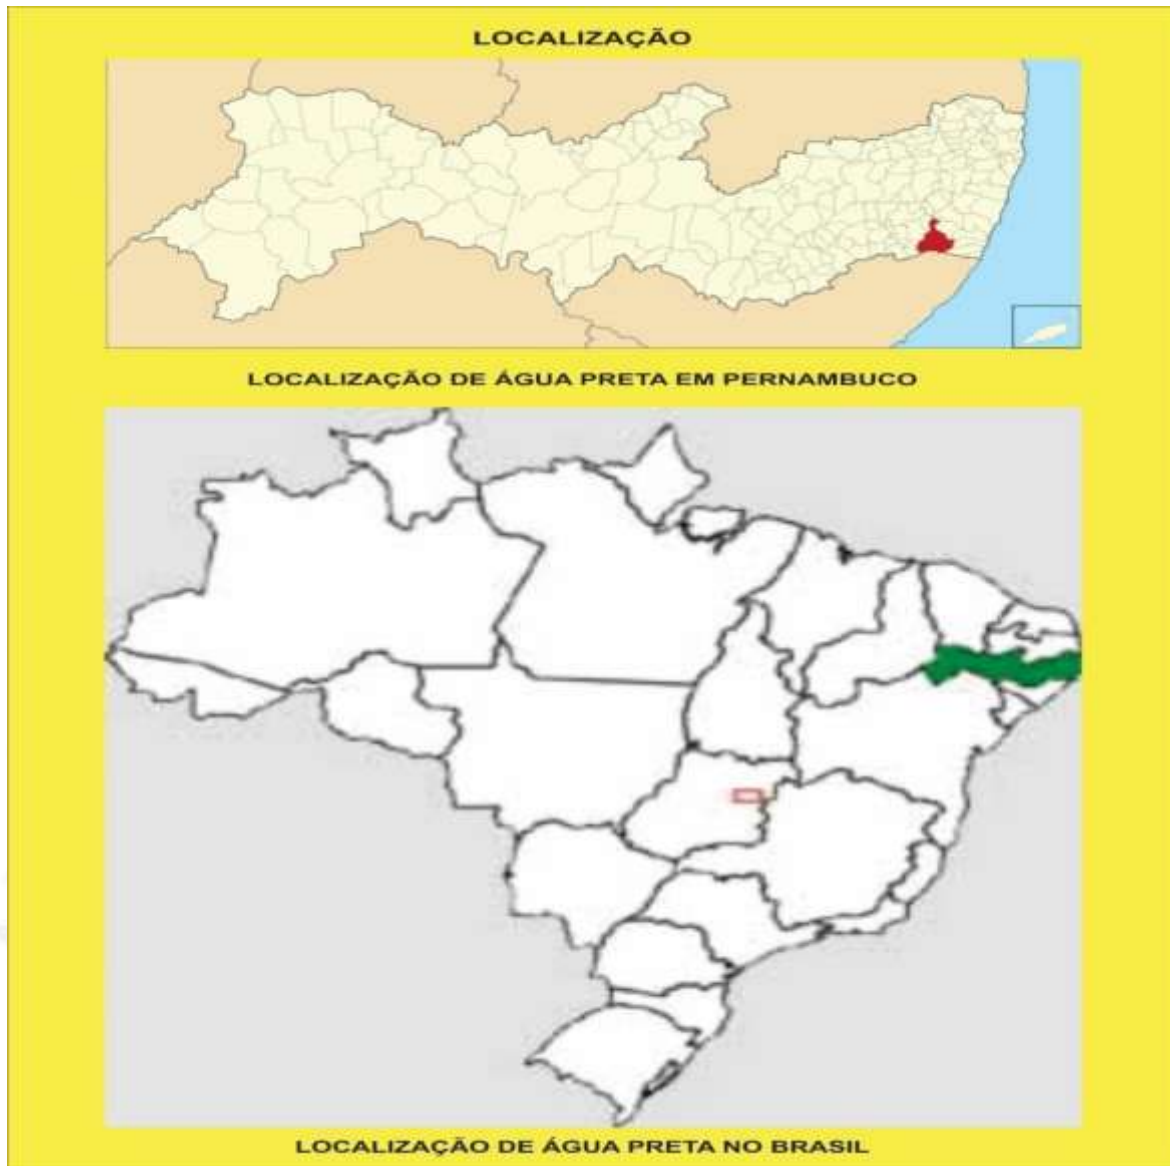 LOCALIZAÇÃO
LOCALIZAÇÃO DE ÁGUA PRETA EM PERNAMBUCO
LOCALIZAÇÃO DE ÁGUA PRETA NO BRASIL